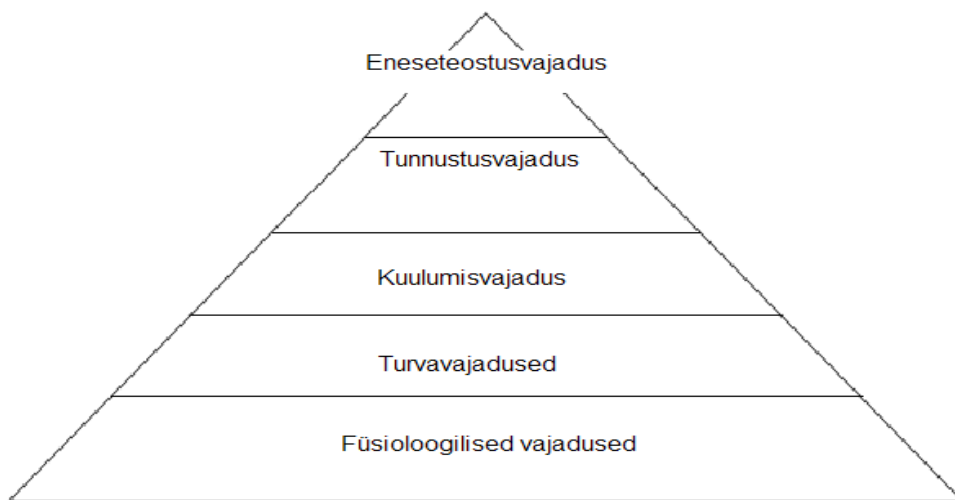 Eneseteostusvajadus
Tunnustusvajadus
Kuulumisvajadus
Turvavajadused
Füsioloogilised vajadused